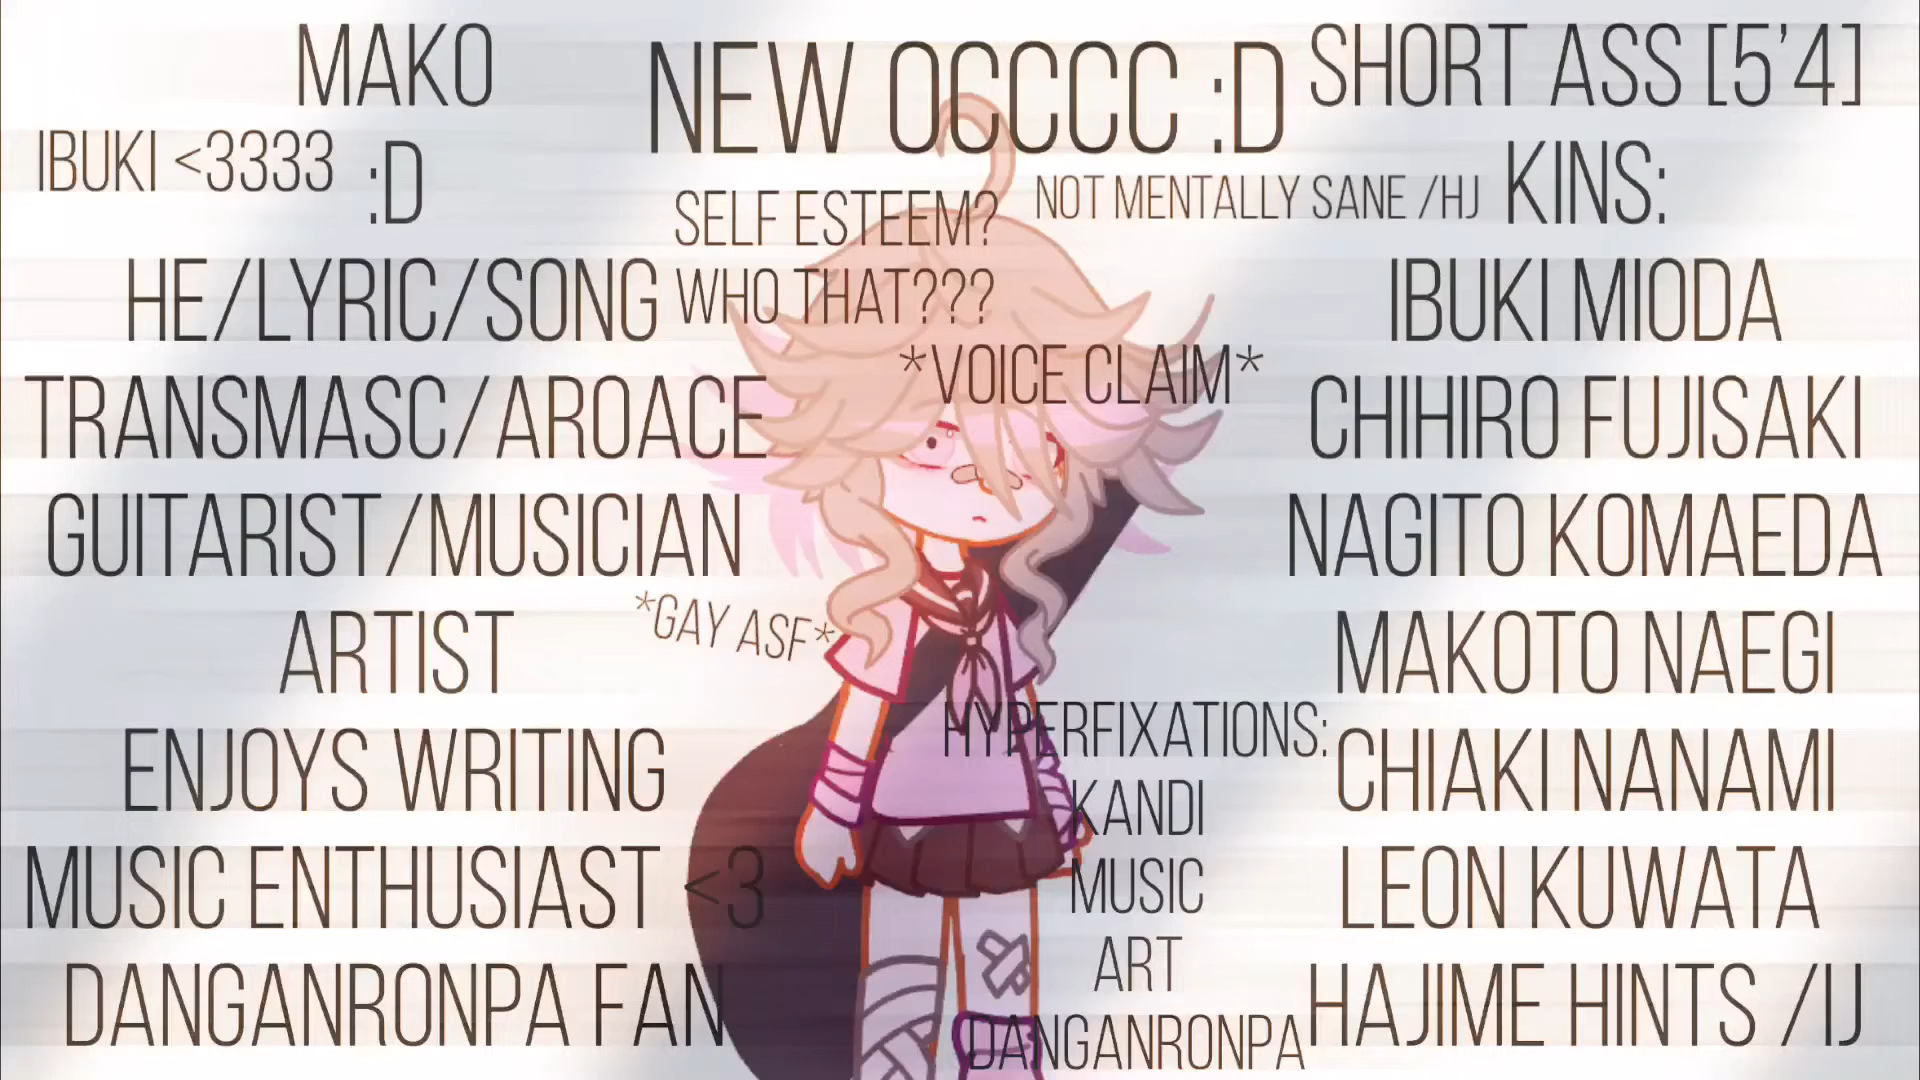 MAKO
IBUKI <3333 :D
HE/LYRIC/SONG
TRANSMASC/AROACE
GUITARIST/MUSICIAN
ARTIST
ENJOYS WRITING
MUSIC ENTHUSIAST <3
DANGANRONPA FAN
NEW OCCCC :D
SELF ESTEEM?
WHO THAT???
NOT MENTALLY SANE /HJ
*VOICE CLAIM*
*GAY ASF*
HYPERFIXATIONS:
KANDI
MUSIC
ART
DANGANRONPA
SHORT ASS [5'4]
KINS:
IBUKI MIODA
CHIHIRO FUJISAKI
NAGITO KOMAEDA
MAKOTO NAEGI
CHIAKI NANAMI
LEON KUWATA
HAJIME HINTS /IJ